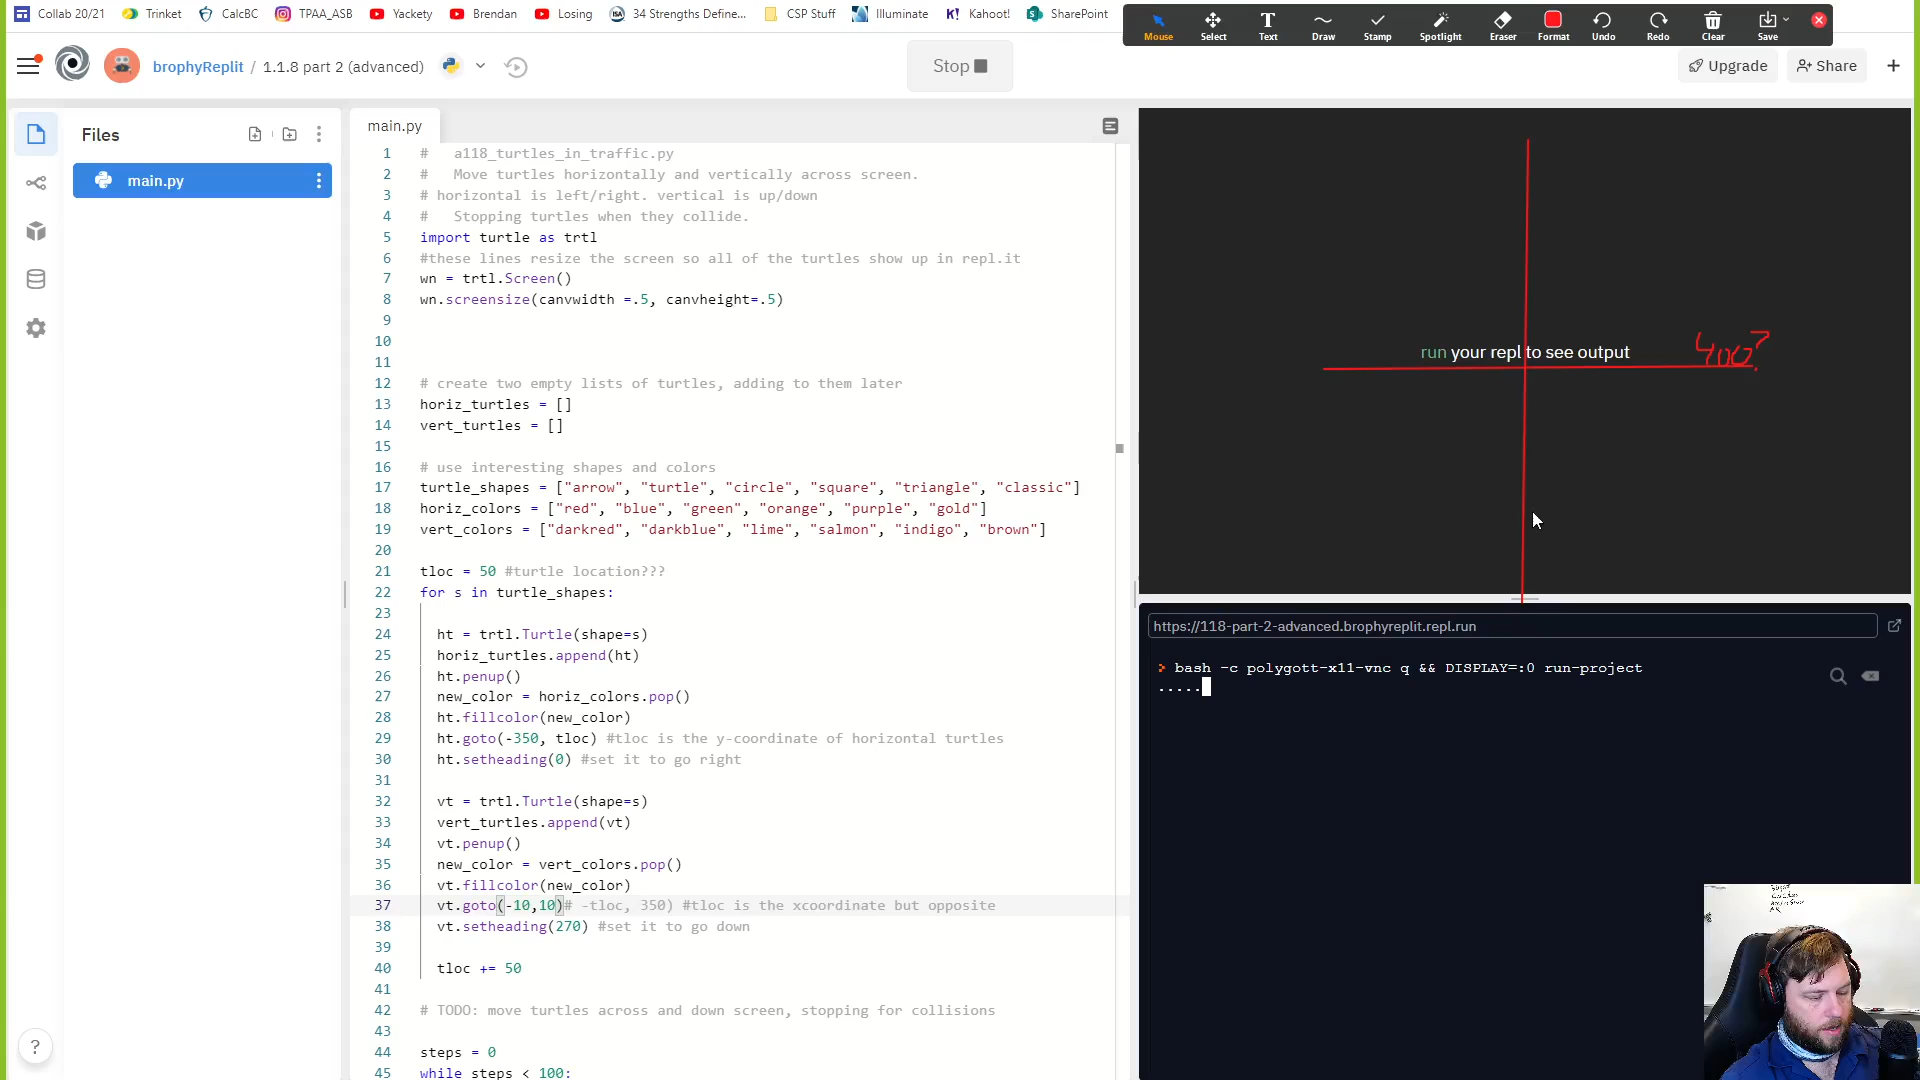 Collab 20/21 Trinket CalcBC TPAA_ASB Yackety Brendan Losing 34 Strengths Define... CSP Stuff Illuminate Kahoot! SharePoint
Mouse Select Text Draw Stamp Spotlight Eraser Format Undo Redo Clear Save
brophyReplit / 1.1.8 part 2 (advanced)
Stop
Upgrade Share +
Files
main.py
main.py
1 # a118_turtles_in_traffic.py
2 # Move turtles horizontally and vertically across screen.
3 # horizontal is left/right. vertical is up/down
4 # Stopping turtles when they collide.
5 import turtle as trtl
6 #these lines resize the screen so all of the turtles show up in repl.it
7 wn = trtl.Screen()
8 wn.screensize(canvwidth =.5, canvheight=.5)
9
10
11
12 # create two empty lists of turtles, adding to them later
13 horiz_turtles = []
14 vert_turtles = []
15
16 # use interesting shapes and colors
17 turtle_shapes = ["arrow", "turtle", "circle", "square", "triangle", "classic"]
18 horiz_colors = ["red", "blue", "green", "orange", "purple", "gold"]
19 vert_colors = ["darkred", "darkblue", "lime", "salmon", "indigo", "brown"]
20
21 tloc = 50 #turtle location???
22 for s in turtle_shapes:
23
24 ht = trtl.Turtle(shape=s)
25 horiz_turtles.append(ht)
26 ht.penup()
27 new_color = horiz_colors.pop()
28 ht.fillcolor(new_color)
29 ht.goto(-350, tloc) #tloc is the y-coordinate of horizontal turtles
30 ht.setheading(0) #set it to go right
31
32 vt = trtl.Turtle(shape=s)
33 vert_turtles.append(vt)
34 vt.penup()
35 new_color = vert_colors.pop()
36 vt.fillcolor(new_color)
37 vt.goto(-10,10)# -tloc, 350) #tloc is the xcoordinate but opposite
38 vt.setheading(270) #set it to go down
39
40 tloc += 50
41
42 # TODO: move turtles across and down screen, stopping for collisions
43
44 steps = 0
45 while steps < 100:
run your repl to see output
400?
https://118-part-2-advanced.brophyreplit.repl.run
> bash -c polygott-x11-vnc q && DISPLAY=:0 run-project
.....
?